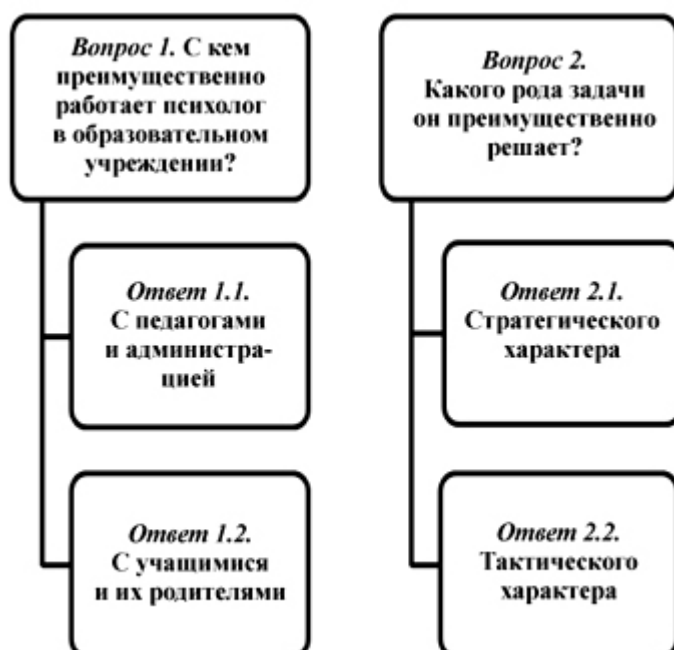 Вопрос 1. С кем
преимущественно
работает психолог
в образовательном
учреждении?
Ответ 1.1.
С педагогами
и администра-
цией
Ответ 1.2.
С учащимися
и их родителями
Вопрос 2.
Какого рода задачи
он преимущественно
решает?
Ответ 2.1.
Стратегического
характера
Ответ 2.2.
Тактического
характера